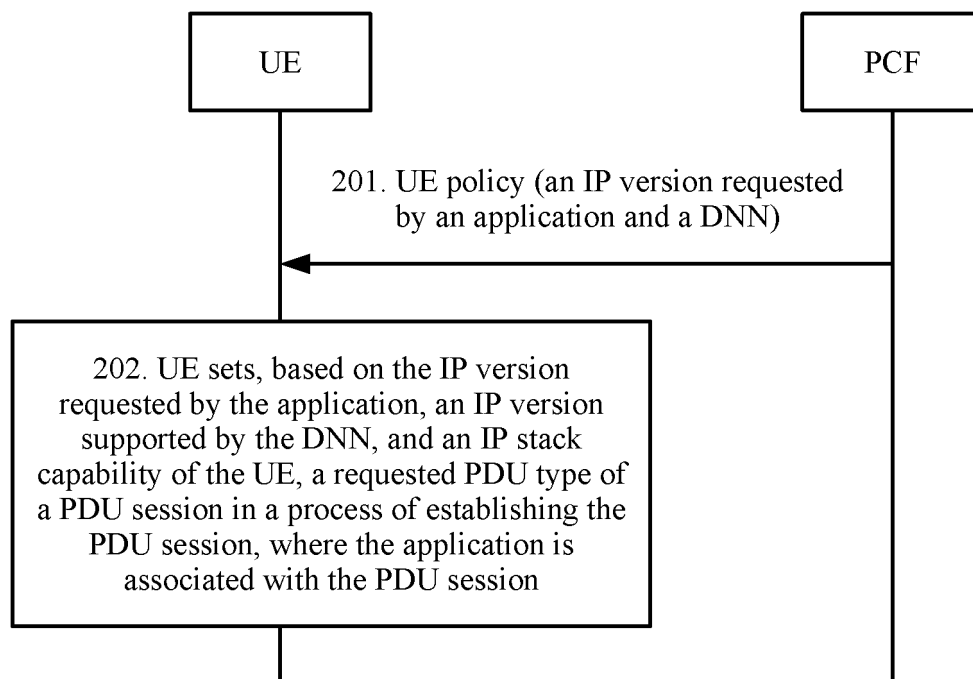 UE
PCF
201. UE policy (an IP version requested
by an application and a DNN)
202. UE sets, based on the IP version
requested by the application, an IP version
supported by the DNN, and an IP stack
capability of the UE, a requested PDU type of
a PDU session in a process of establishing the
PDU session, where the application is
associated with the PDU session